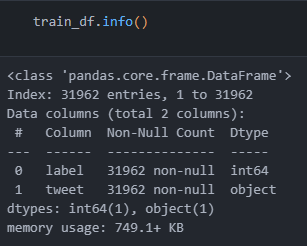 train_df.info()
<class 'pandas.core.frame.DataFrame'>
Index: 31962 entries, 1 to 31962
Data columns (total 2 columns):
 #   Column  Non-Null Count  Dtype
---  ------  --------------  -----
 0   label   31962 non-null  int64
 1   tweet   31962 non-null  object
dtypes: int64(1), object(1)
memory usage: 749.1+ KB